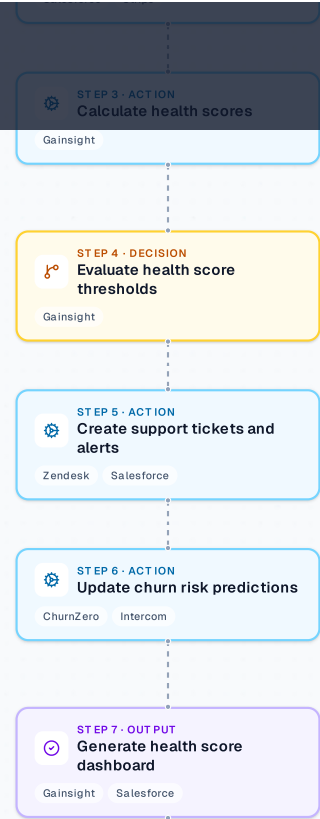 STEP 3 · ACTION
Calculate health scores
Gainsight
STEP 4 · DECISION
Evaluate health score
thresholds
Gainsight
STEP 5 · ACTION
Create support tickets and
alerts
Zendesk Salesforce
STEP 6 · ACTION
Update churn risk predictions
ChurnZero Intercom
STEP 7 · OUTPUT
Generate health score
dashboard
Gainsight Salesforce